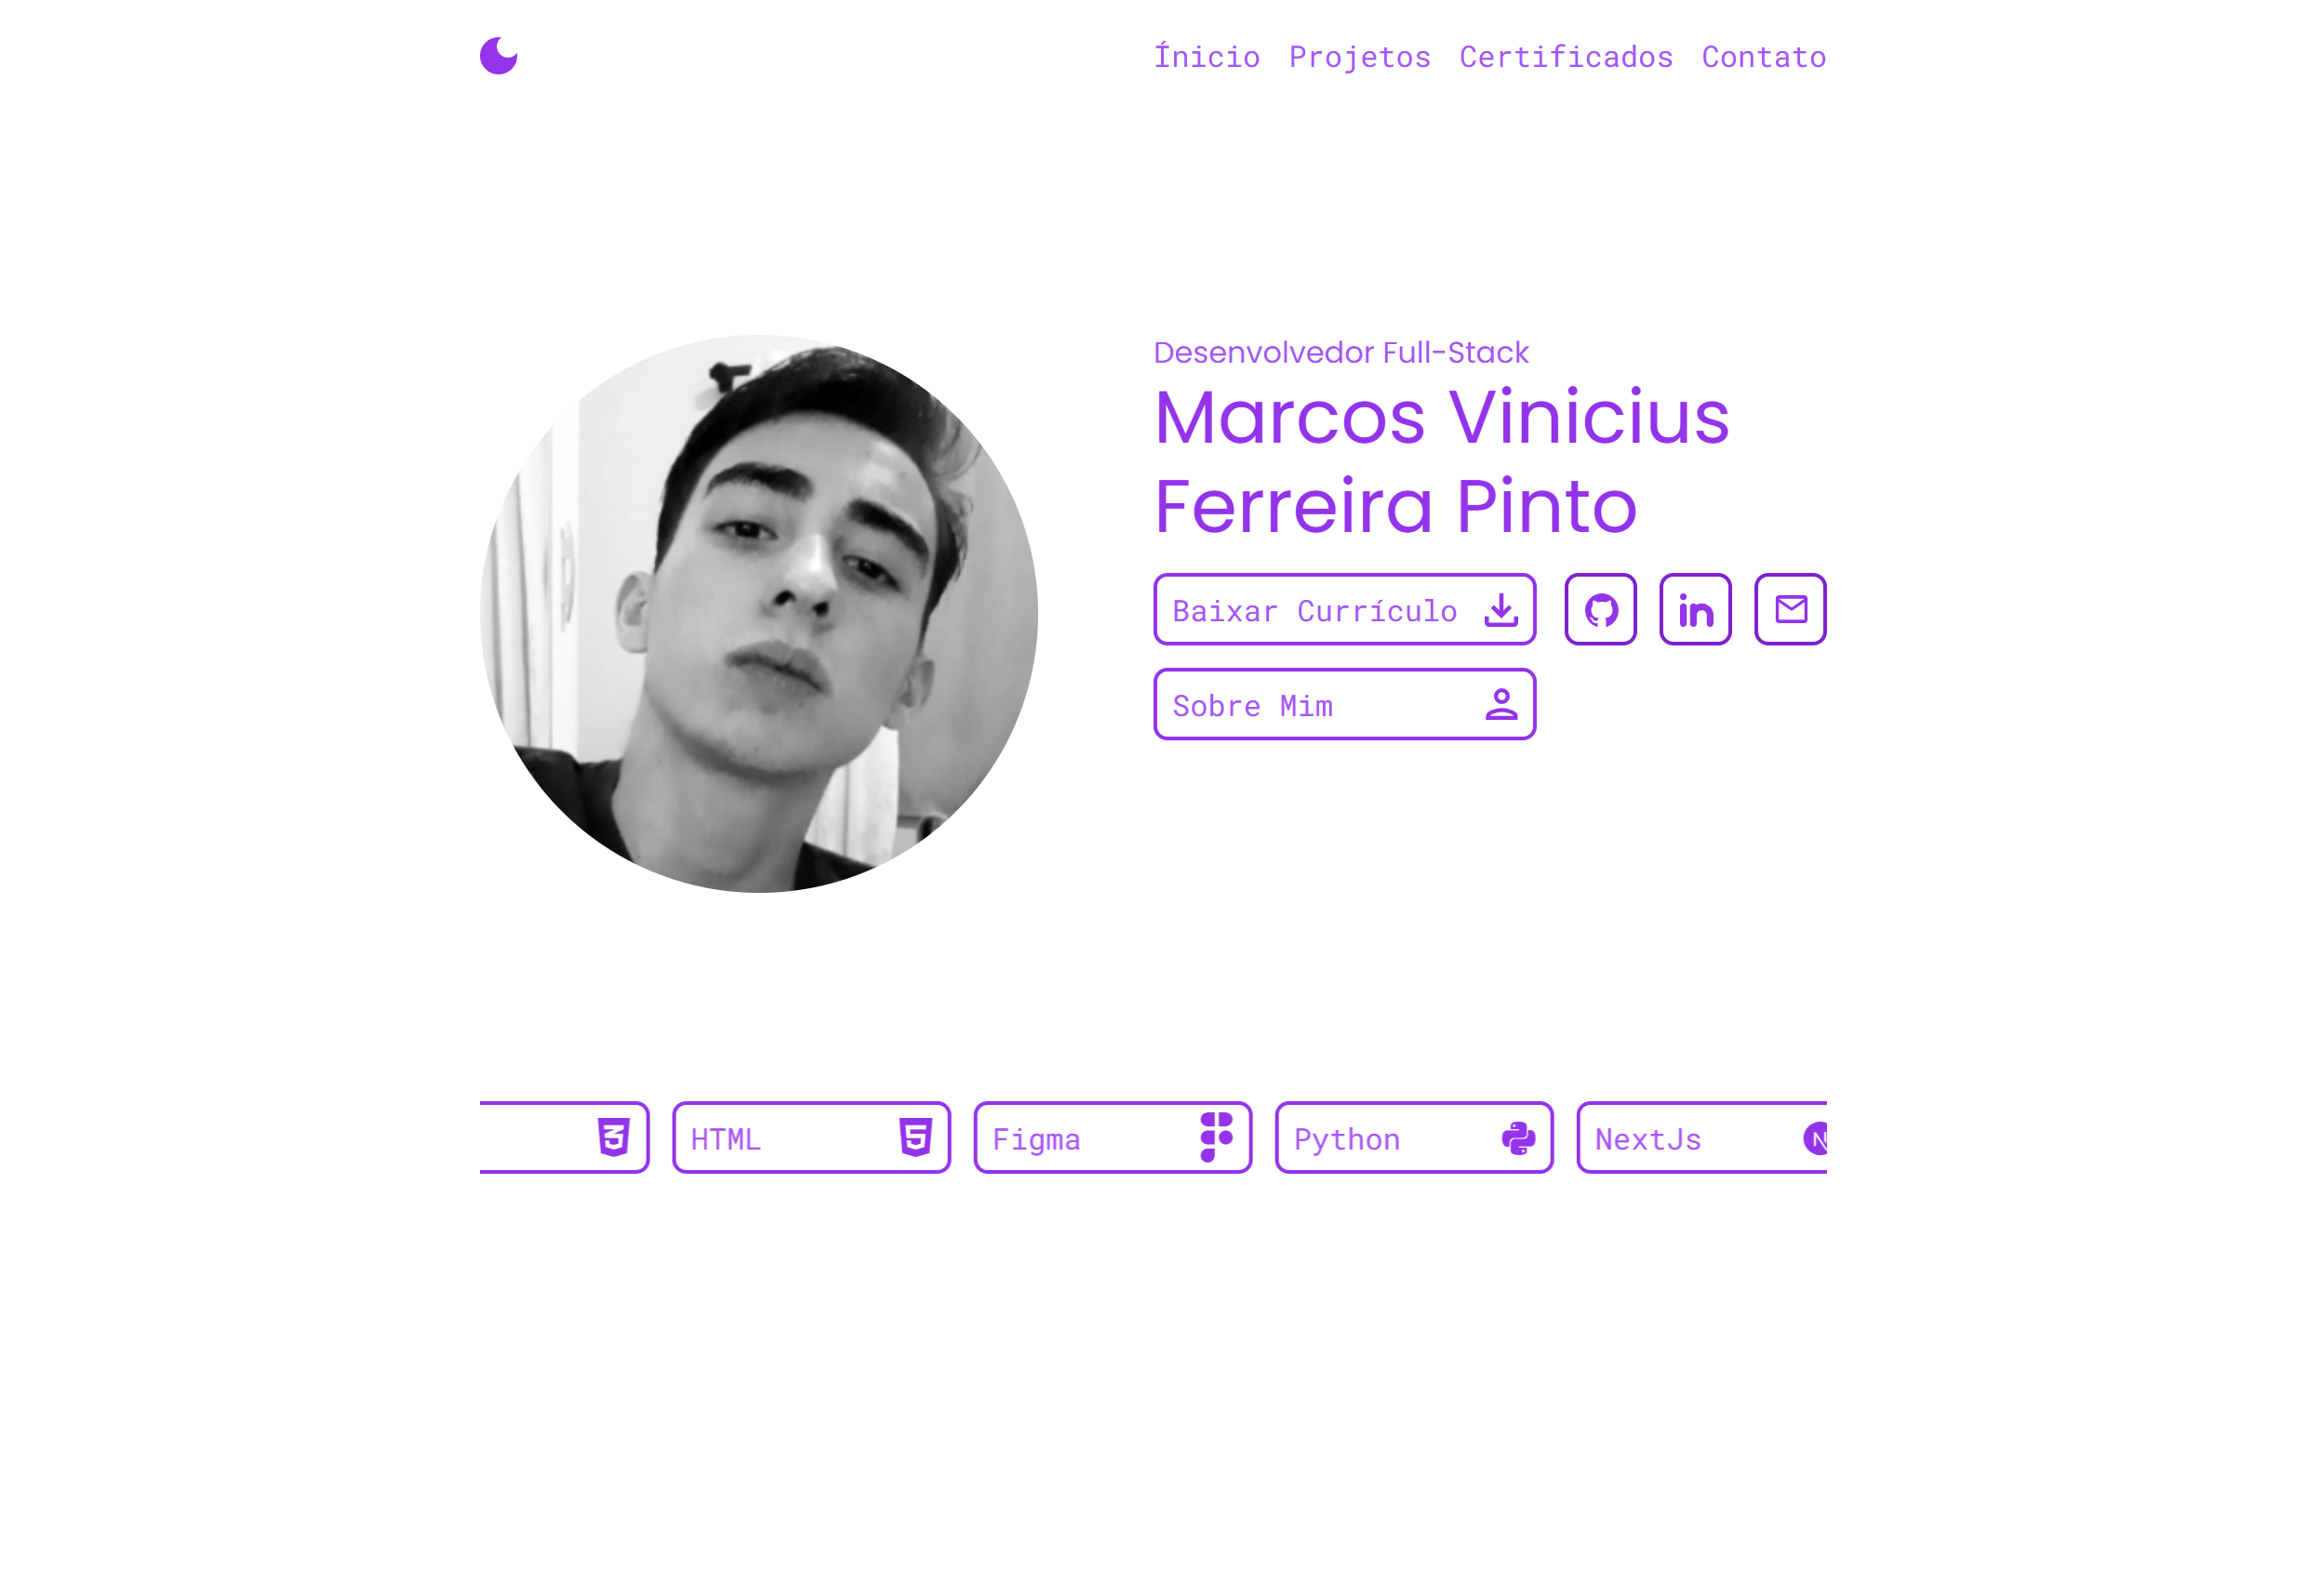 Ínicio Projetos Certificados Contato
Desenvolvedor Full-Stack
Marcos Vinicius
Ferreira Pinto
Baixar Currículo
Sobre Mim
HTML Figma Python NextJs